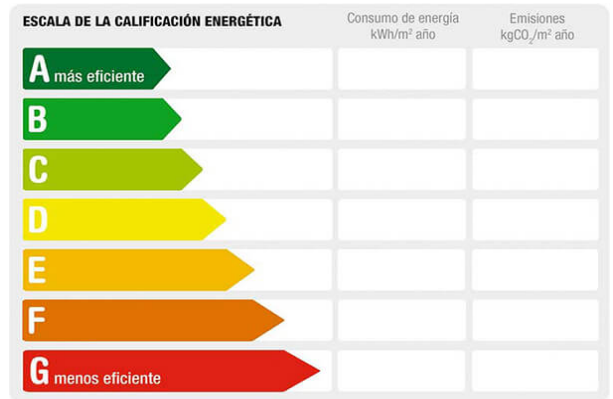 ESCALA DE LA CALIFICACIÓN ENERGÉTICA
Consumo de energía
kWh/m² año
Emisiones
kgCO₂/m² año
A más eficiente
B
C
D
E
F
G menos eficiente